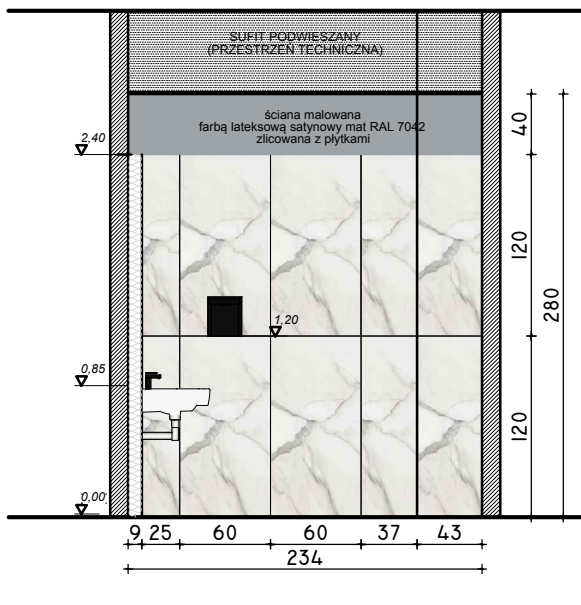 SUFIT PODWIESZANY
(PRZESTRZEŃ TECHNICZNA)
ściana malowana
farbą lateksową satynowy mat RAL 7042
zlicowana z płytkami
2,40
40
120
280
1,20
0,85
120
0,00
9 25 60 60 37 43
234